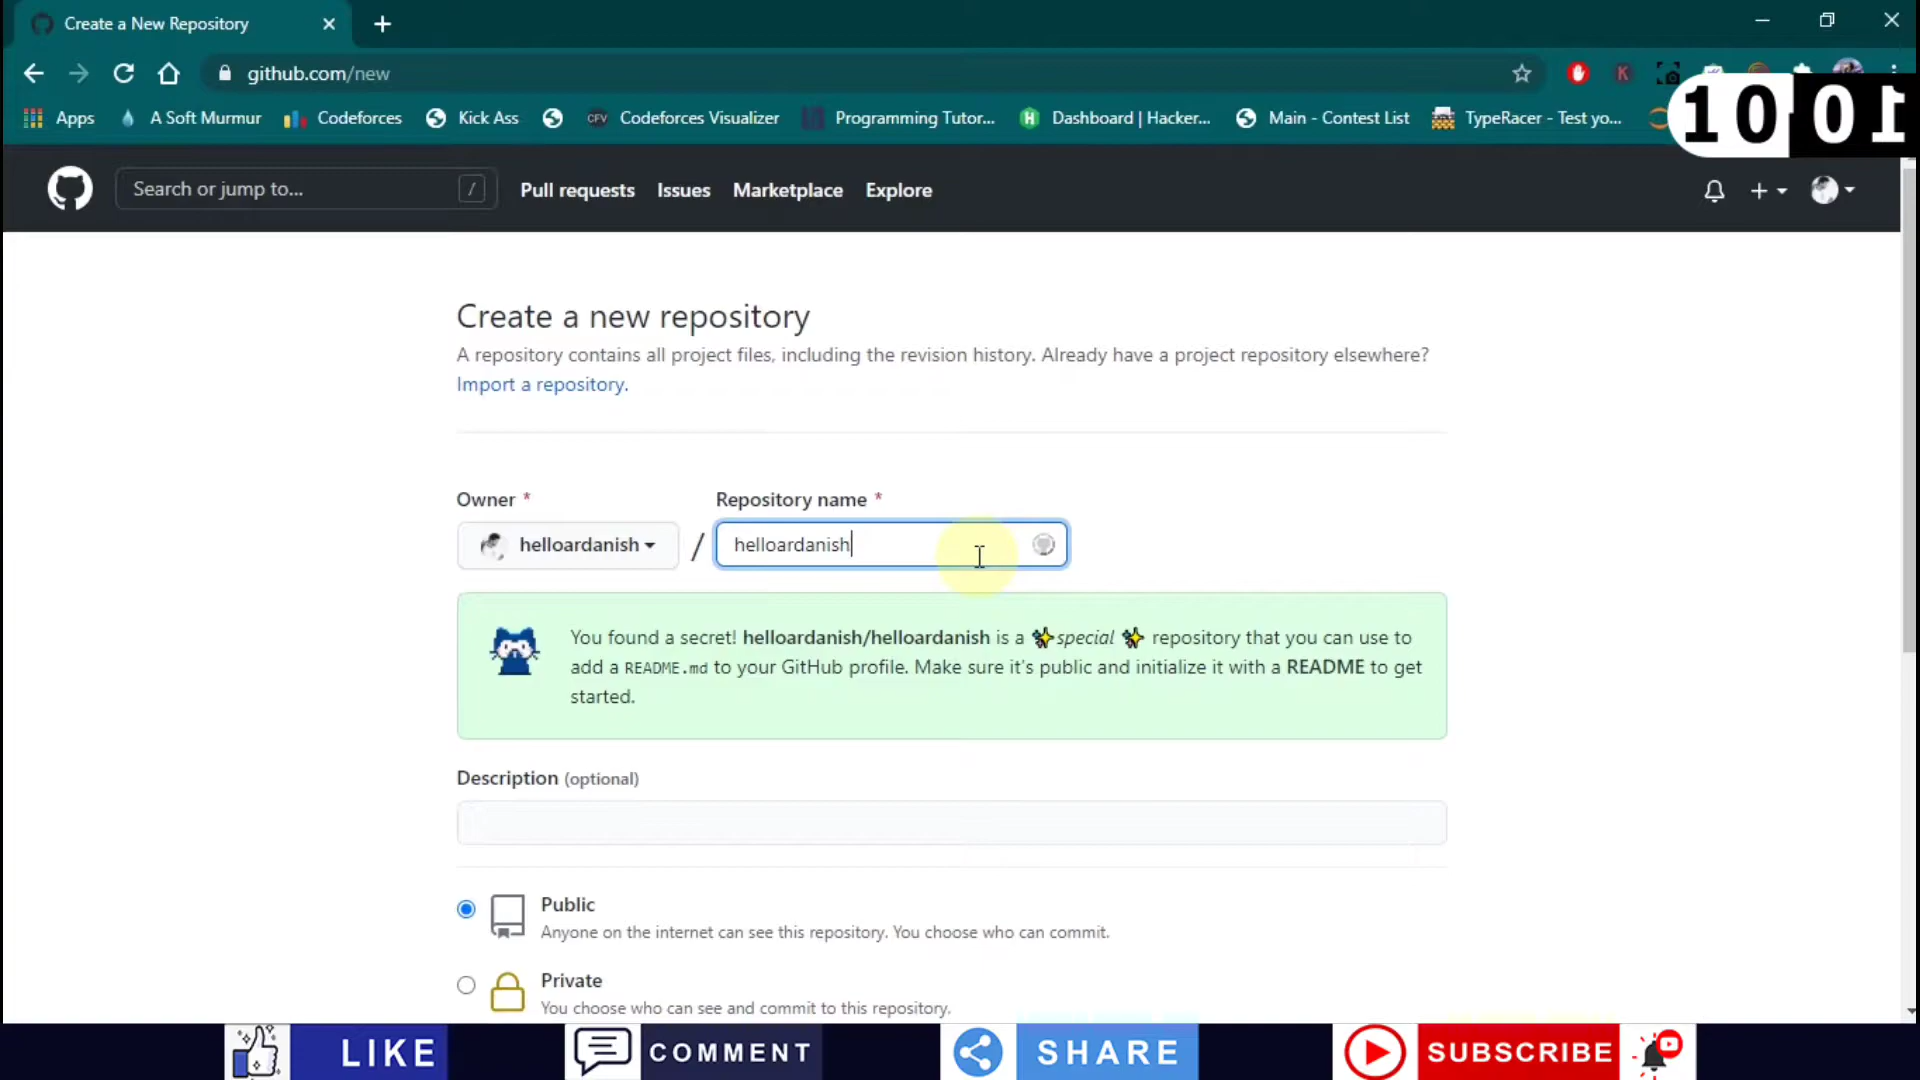 Create a New Repository
github.com/new
Apps A Soft Murmur Codeforces Kick Ass CFV Codeforces Visualizer Programming Tutor... Dashboard | Hacker... Main - Contest List TypeRacer - Test yo...
10 01
Search or jump to... / Pull requests Issues Marketplace Explore
Create a new repository
A repository contains all project files, including the revision history. Already have a project repository elsewhere?
Import a repository.
Owner * Repository name *
helloardanish / helloardanish
You found a secret! helloardanish/helloardanish is a ✨special ✨ repository that you can use to
add a README.md to your GitHub profile. Make sure it's public and initialize it with a README to get
started.
Description (optional)
Public
Anyone on the internet can see this repository. You choose who can commit.
Private
You choose who can see and commit to this repository.
LIKE COMMENT SHARE SUBSCRIBE